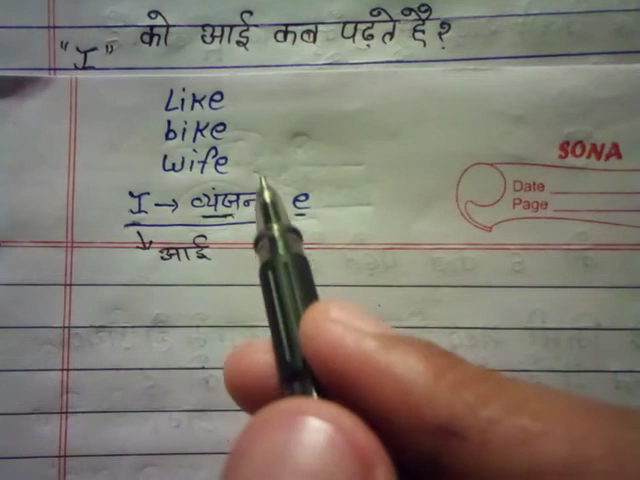 "I" को आई कब पढ़ते है?
Like
bike
wife
SONA
Date
Page
I → व्यंजन e
↓ आई